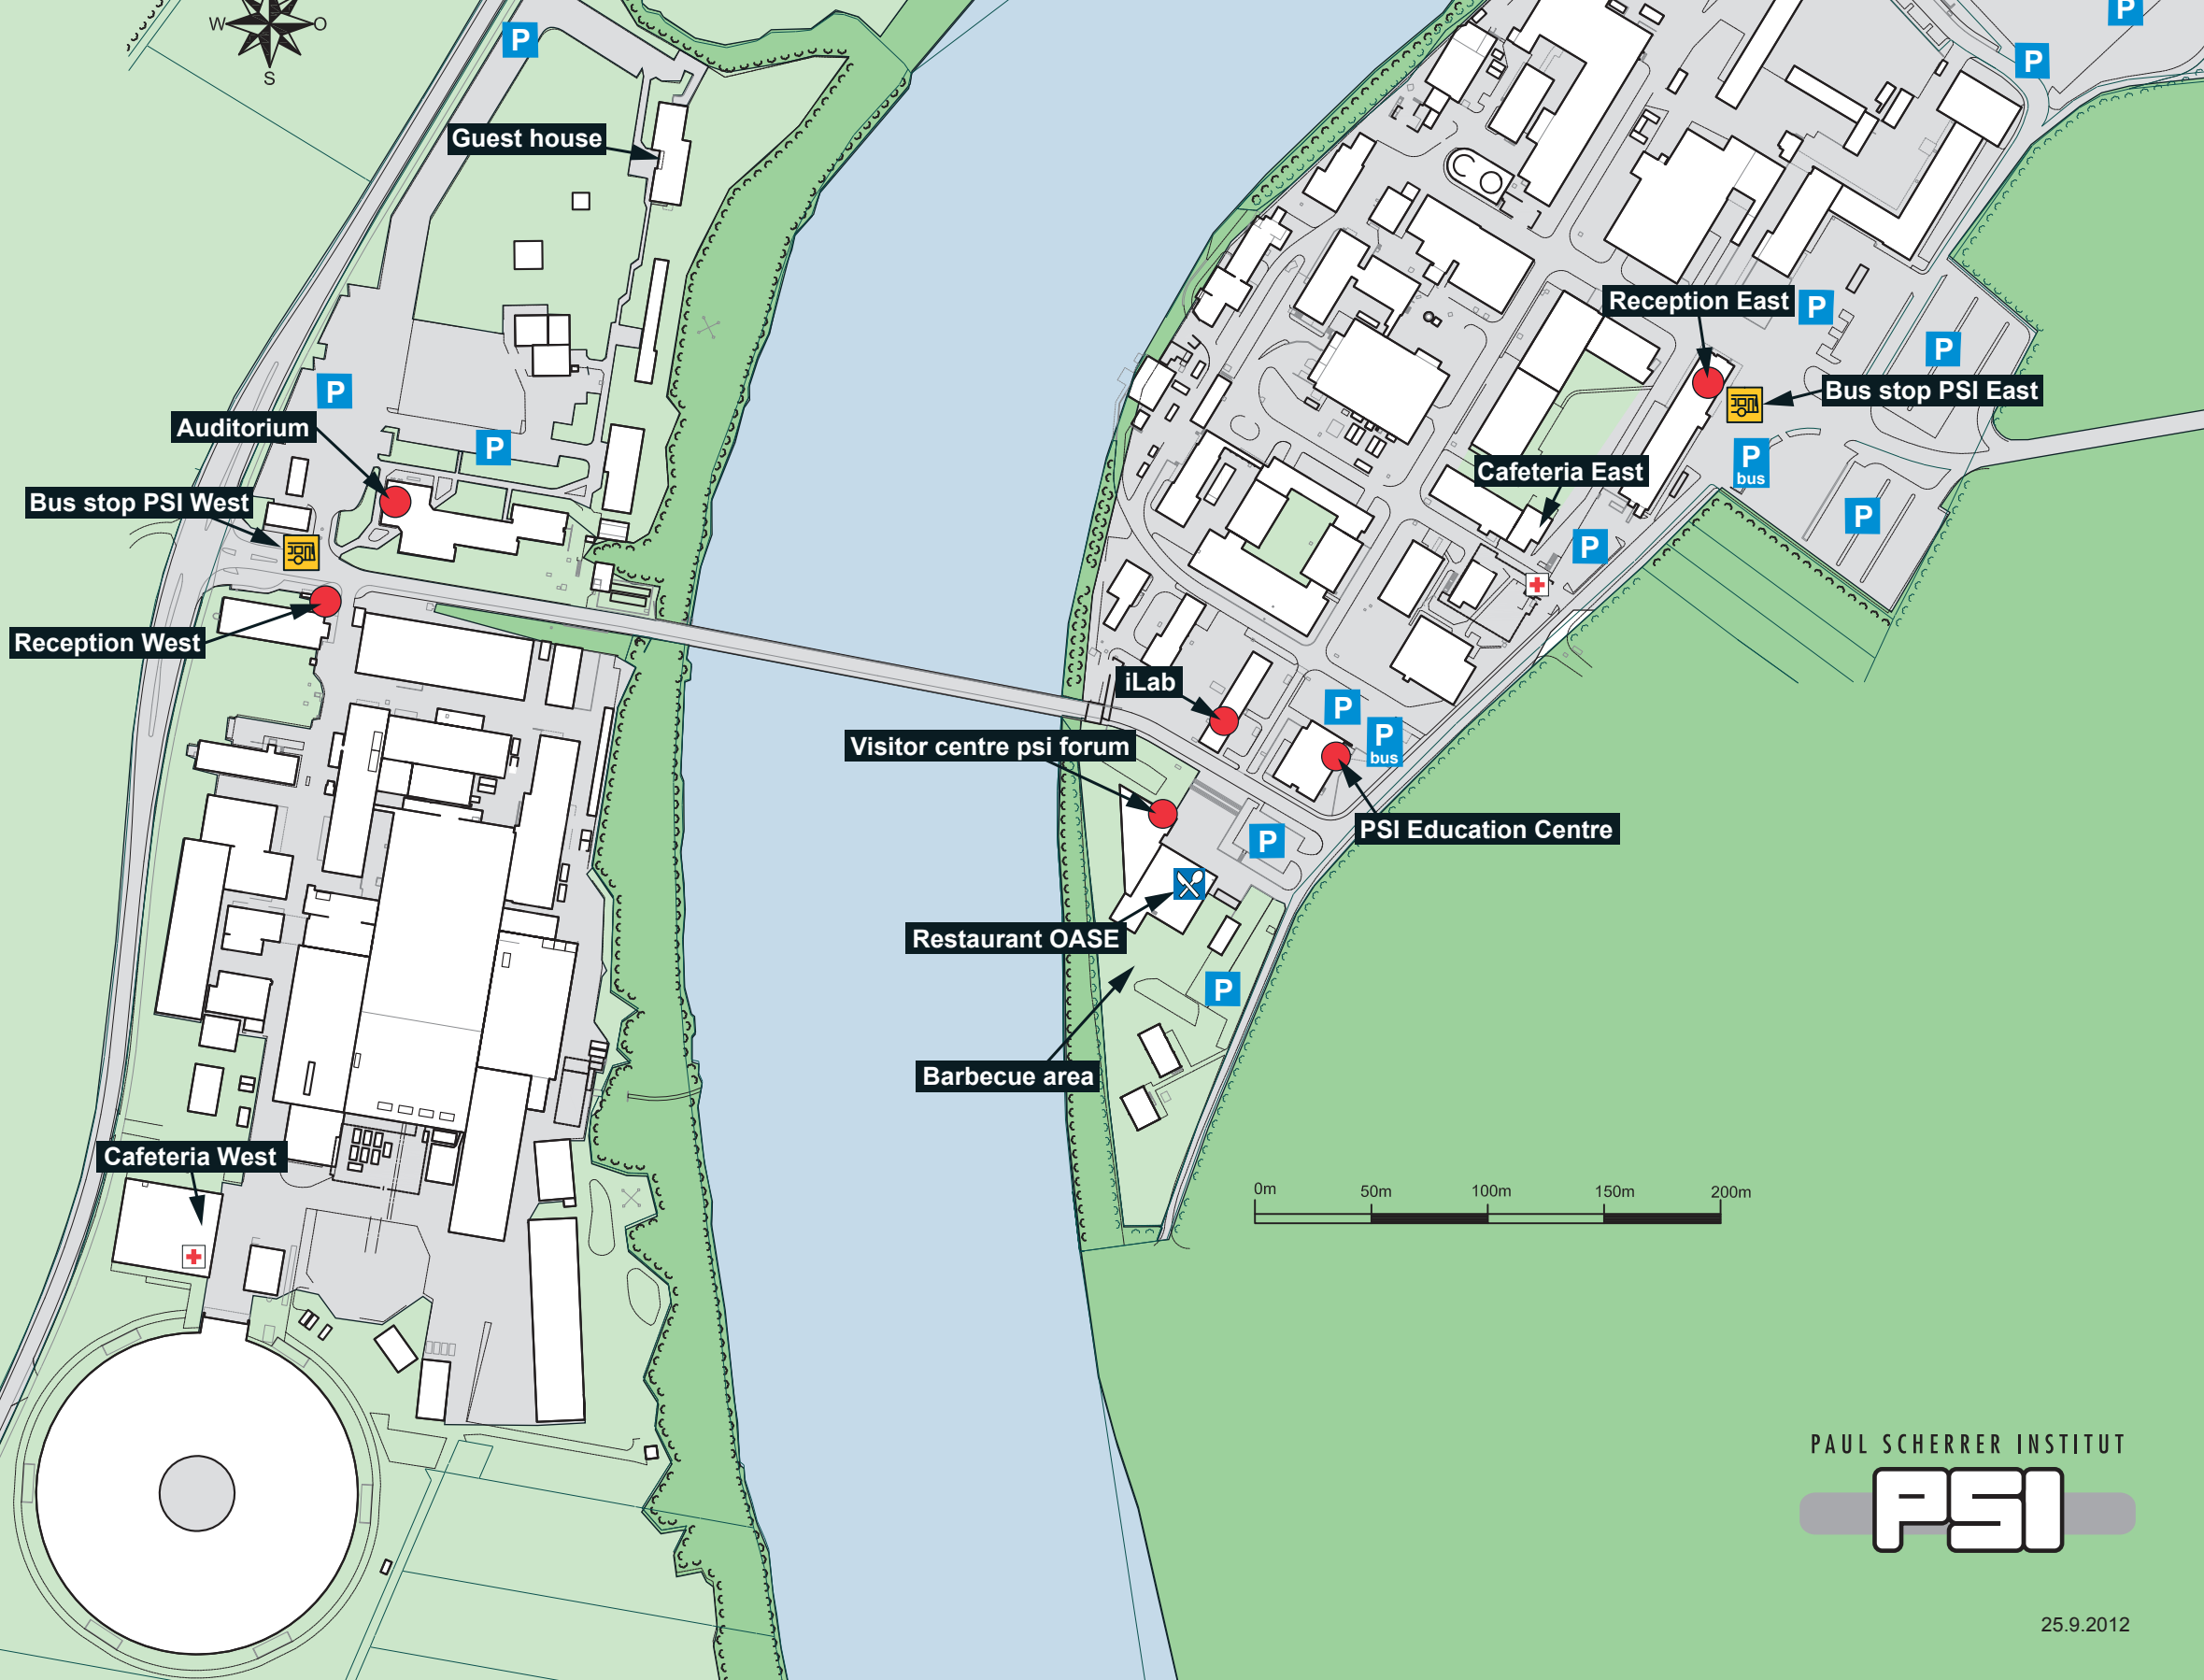 P
P
P
W
O
S
Guest house
Reception East
P
P
Bus stop PSI East
P
Auditorium
P
P
bus
Cafeteria East
Bus stop PSI West
P
P
Reception West
iLab
P
P
bus
Visitor centre psi forum
PSI Education Centre
P
Restaurant OASE
P
Barbecue area
Cafeteria West
0m
50m
100m
150m
200m
PAUL SCHERRER INSTITUT
PSI
25.9.2012